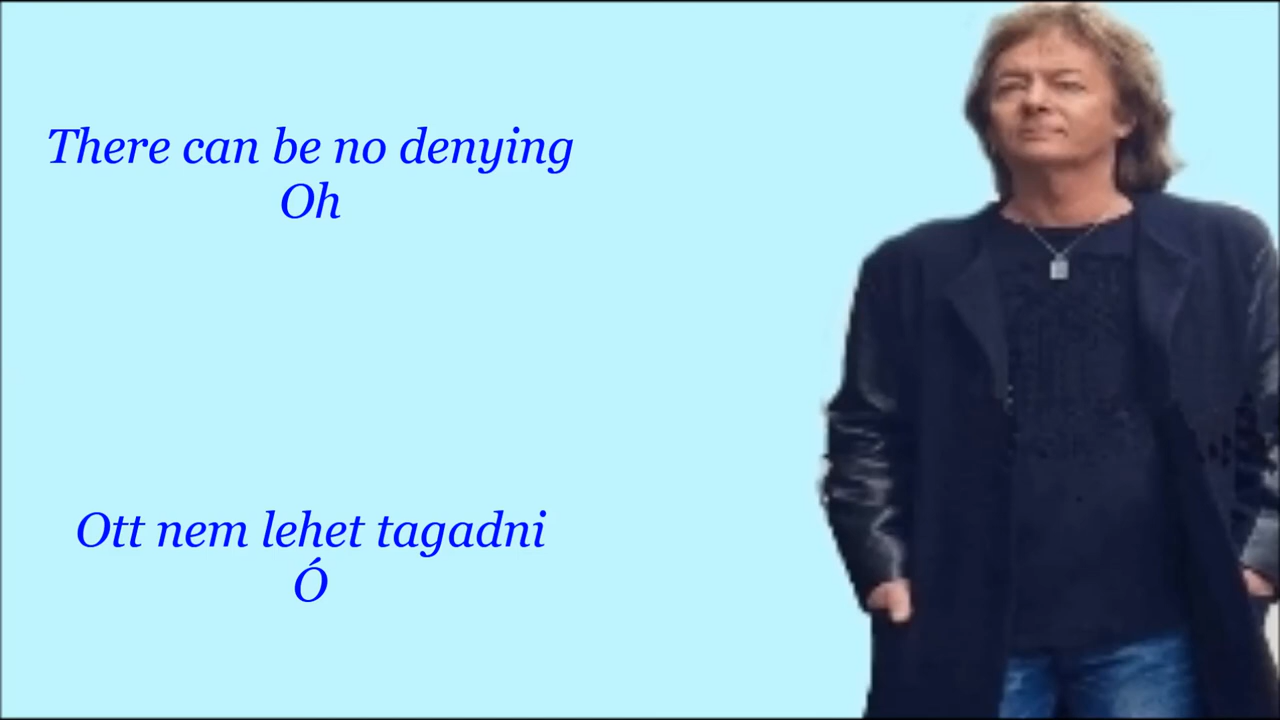 There can be no denying
Oh
Ott nem lehet tagadni
Ó